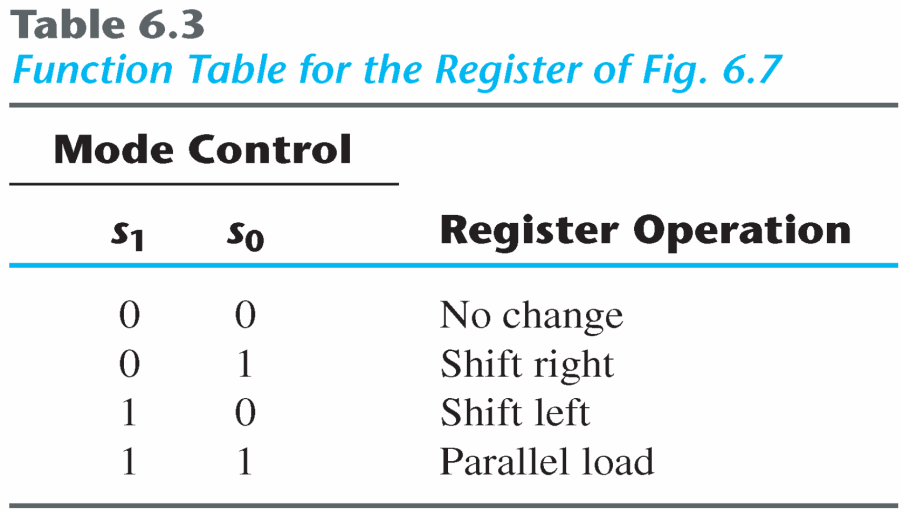 Table 6.3
Function Table for the Register of Fig. 6.7
Mode Control
s1 s0 Register Operation
0 0 No change
0 1 Shift right
1 0 Shift left
1 1 Parallel load